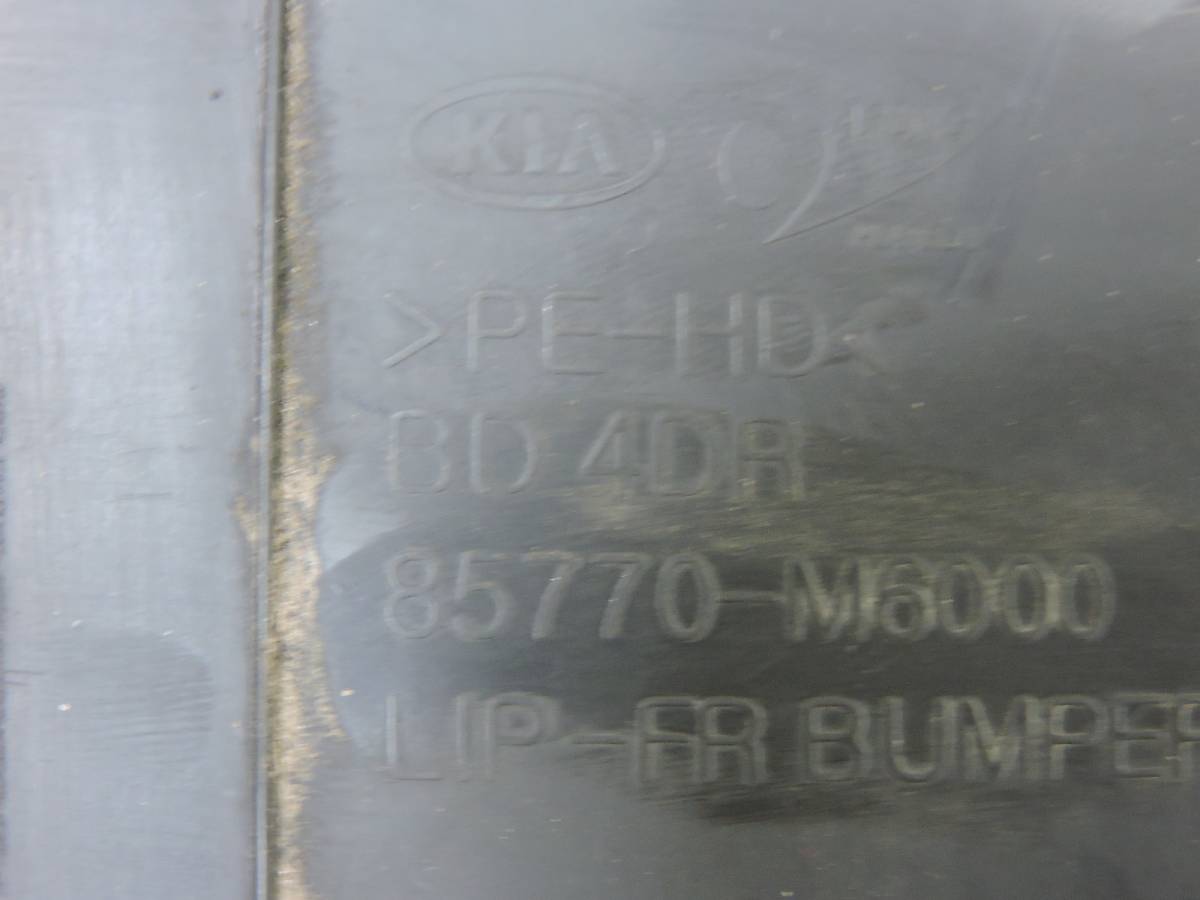 KIA
>PE-HD<
BD 4DR
85770-M6000
LIP-FR BUMPER